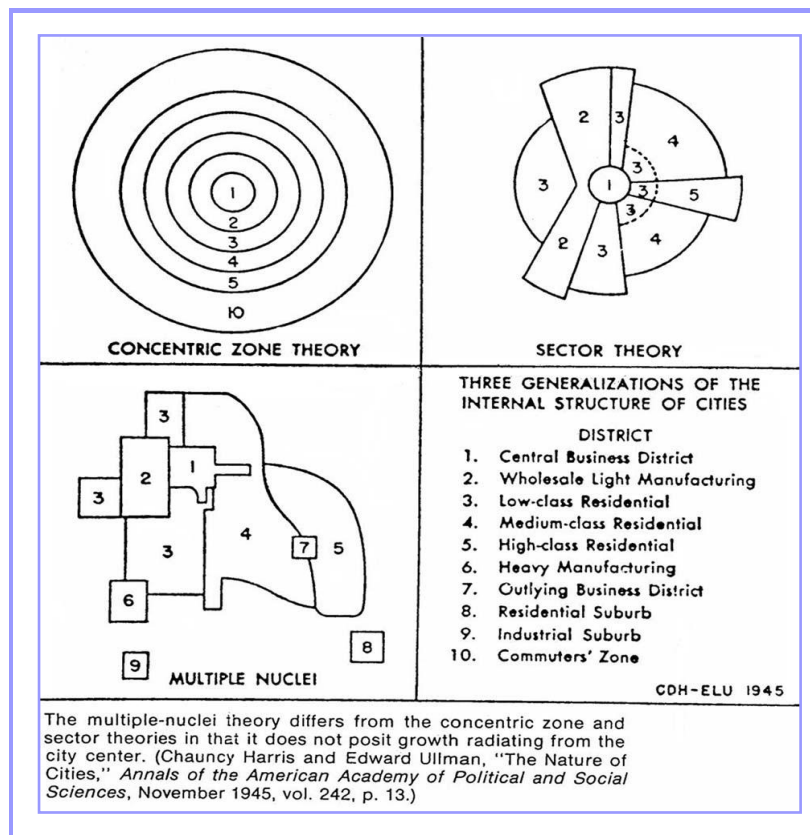 1
2
3
4
5
10
CONCENTRIC ZONE THEORY
2
3
4
3
3
1
3
5
3
2
3
4
SECTOR THEORY
3
1
2
3
3
4
7
5
6
8
9
MULTIPLE NUCLEI
THREE GENERALIZATIONS OF THE
INTERNAL STRUCTURE OF CITIES
DISTRICT
1. Central Business District
2. Wholesale Light Manufacturing
3. Low-class Residential
4. Medium-class Residential
5. High-class Residential
6. Heavy Manufacturing
7. Outlying Business District
8. Residential Suburb
9. Industrial Suburb
10. Commuters' Zone
CDH-ELU 1945
The multiple-nuclei theory differs from the concentric zone and
sector theories in that it does not posit growth radiating from the
city center. (Chauncy Harris and Edward Ullman, "The Nature of
Cities," Annals of the American Academy of Political and Social
Sciences, November 1945, vol. 242, p. 13.)